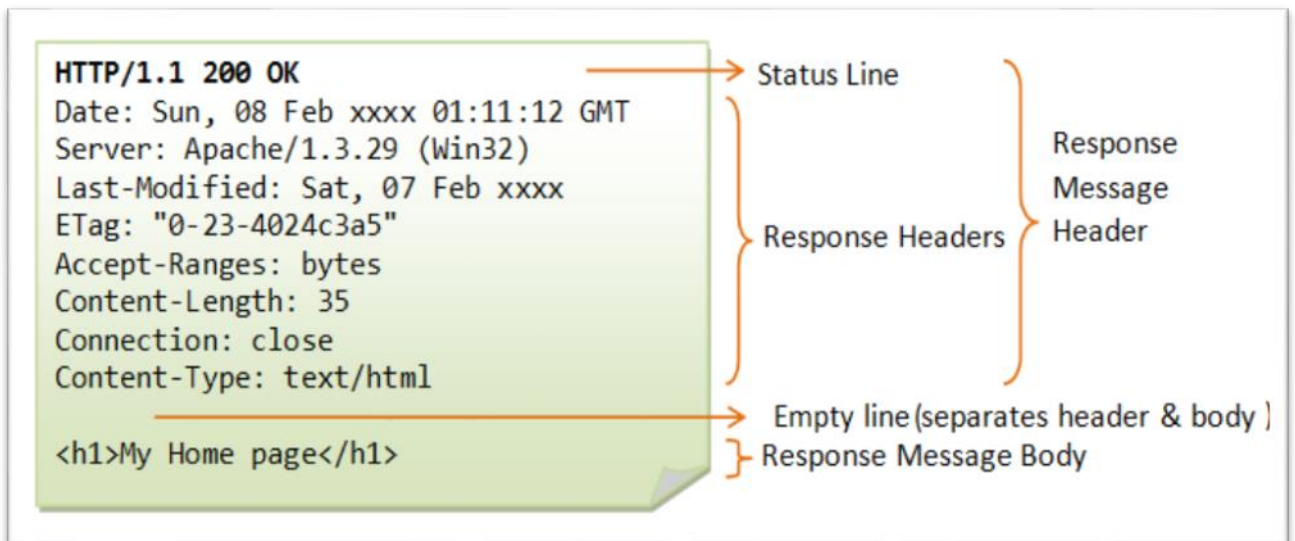 HTTP/1.1 200 OK
Date: Sun, 08 Feb xxxx 01:11:12 GMT
Server: Apache/1.3.29 (Win32)
Last-Modified: Sat, 07 Feb xxxx
ETag: "0-23-4024c3a5"
Accept-Ranges: bytes
Content-Length: 35
Connection: close
Content-Type: text/html
<h1>My Home page</h1>
Status Line
Response Headers
Response
Message
Header
Empty line(separates header & body )
Response Message Body